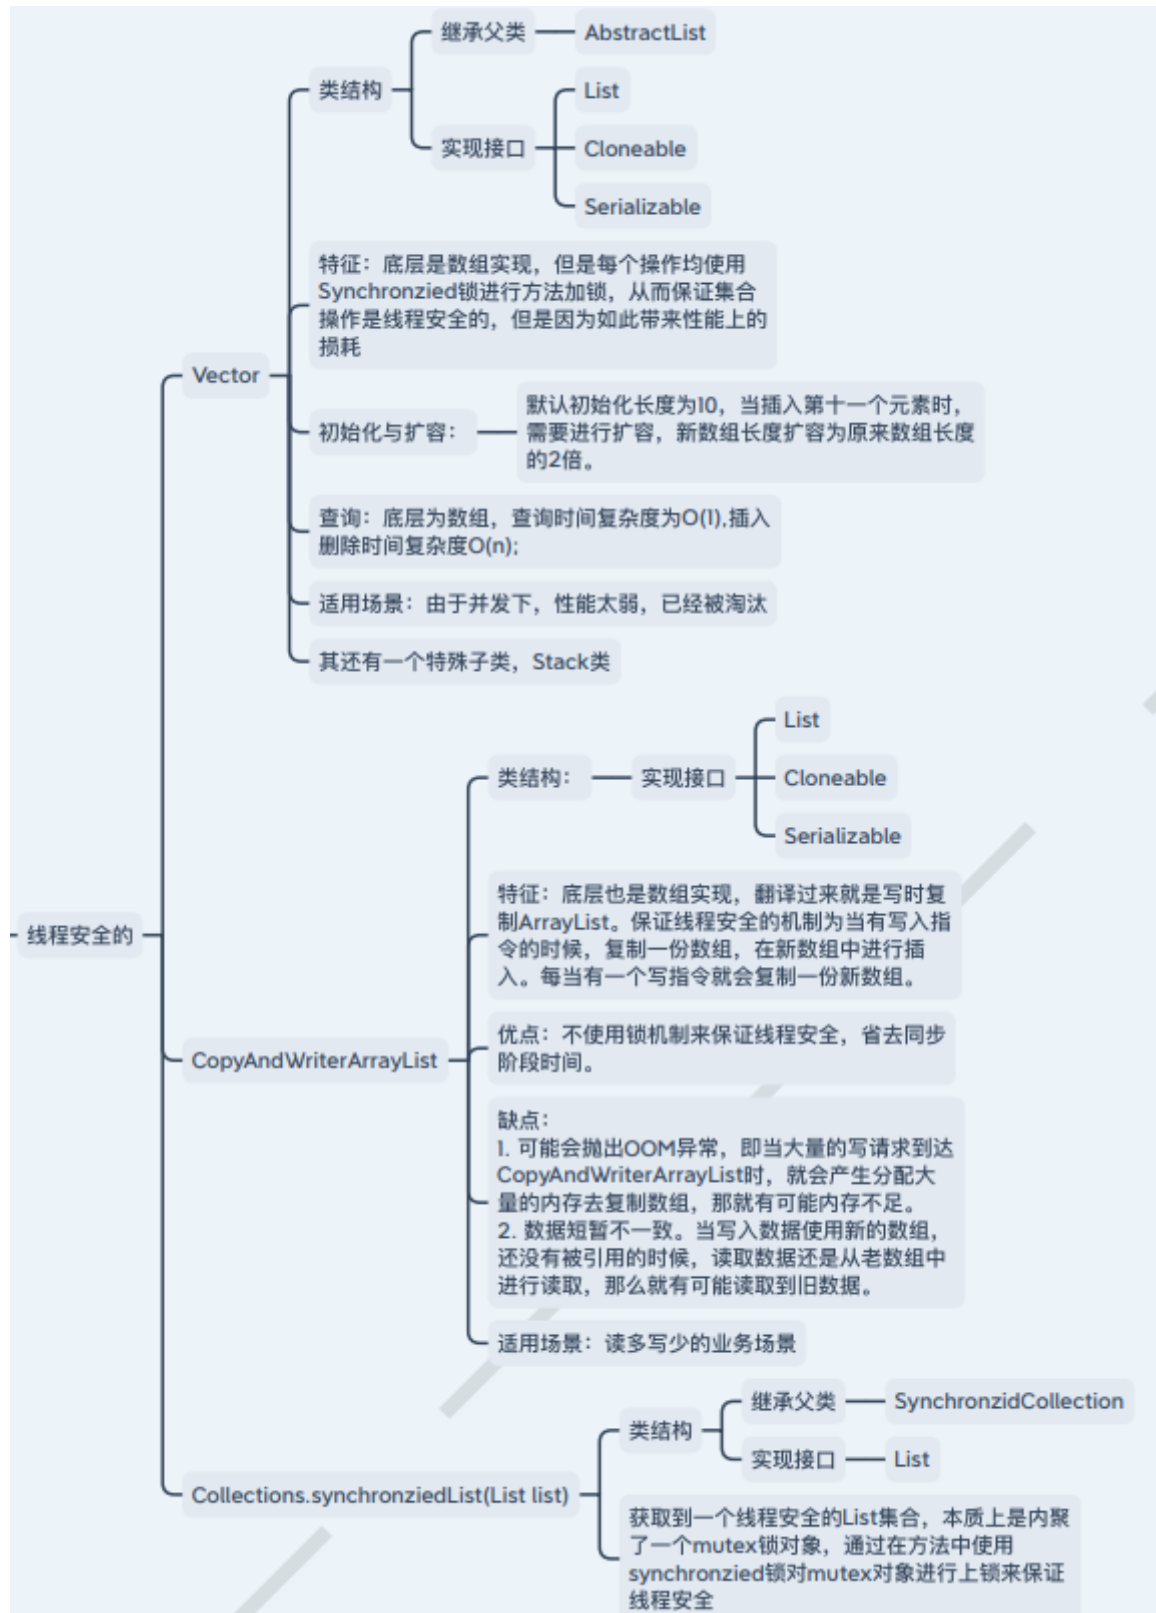 继承父类
AbstractList
类结构
List
实现接口
Cloneable
Serializable
特征：底层是数组实现，但是每个操作均使用
Synchronzied锁进行方法加锁，从而保证集合
操作是线程安全的，但是因为如此带来性能上的
损耗
Vector
初始化与扩容：
默认初始化长度为10，当插入第十一个元素时，
需要进行扩容，新数组长度扩容为原来数组长度
的2倍。
查询：底层为数组，查询时间复杂度为O(1),插入
删除时间复杂度O(n);
适用场景：由于并发下，性能太弱，已经被淘汰
其还有一个特殊子类，Stack类
线程安全的
List
类结构：
实现接口
Cloneable
Serializable
特征：底层也是数组实现，翻译过来就是写时复
制ArrayList。保证线程安全的机制为当有写入指
令的时候，复制一份数组，在新数组中进行插
入。每当有一个写指令就会复制一份新数组。
CopyAndWriterArrayList
优点：不使用锁机制来保证线程安全，省去同步
阶段时间。
缺点：
1. 可能会抛出OOM异常，即当大量的写请求到达
CopyAndWriterArrayList时，就会产生分配大
量的内存去复制数组，那就有可能内存不足。
2. 数据短暂不一致。当写入数据使用新的数组，
还没有被引用的时候，读取数据还是从老数组中
进行读取，那么就有可能读取到旧数据。
适用场景：读多写少的业务场景
继承父类
SynchronzidCollection
类结构
实现接口
List
Collections.synchronziedList(List list)
获取到一个线程安全的List集合，本质上是内聚
了一个mutex锁对象，通过在方法中使用
synchronzied锁对mutex对象进行上锁来保证
线程安全